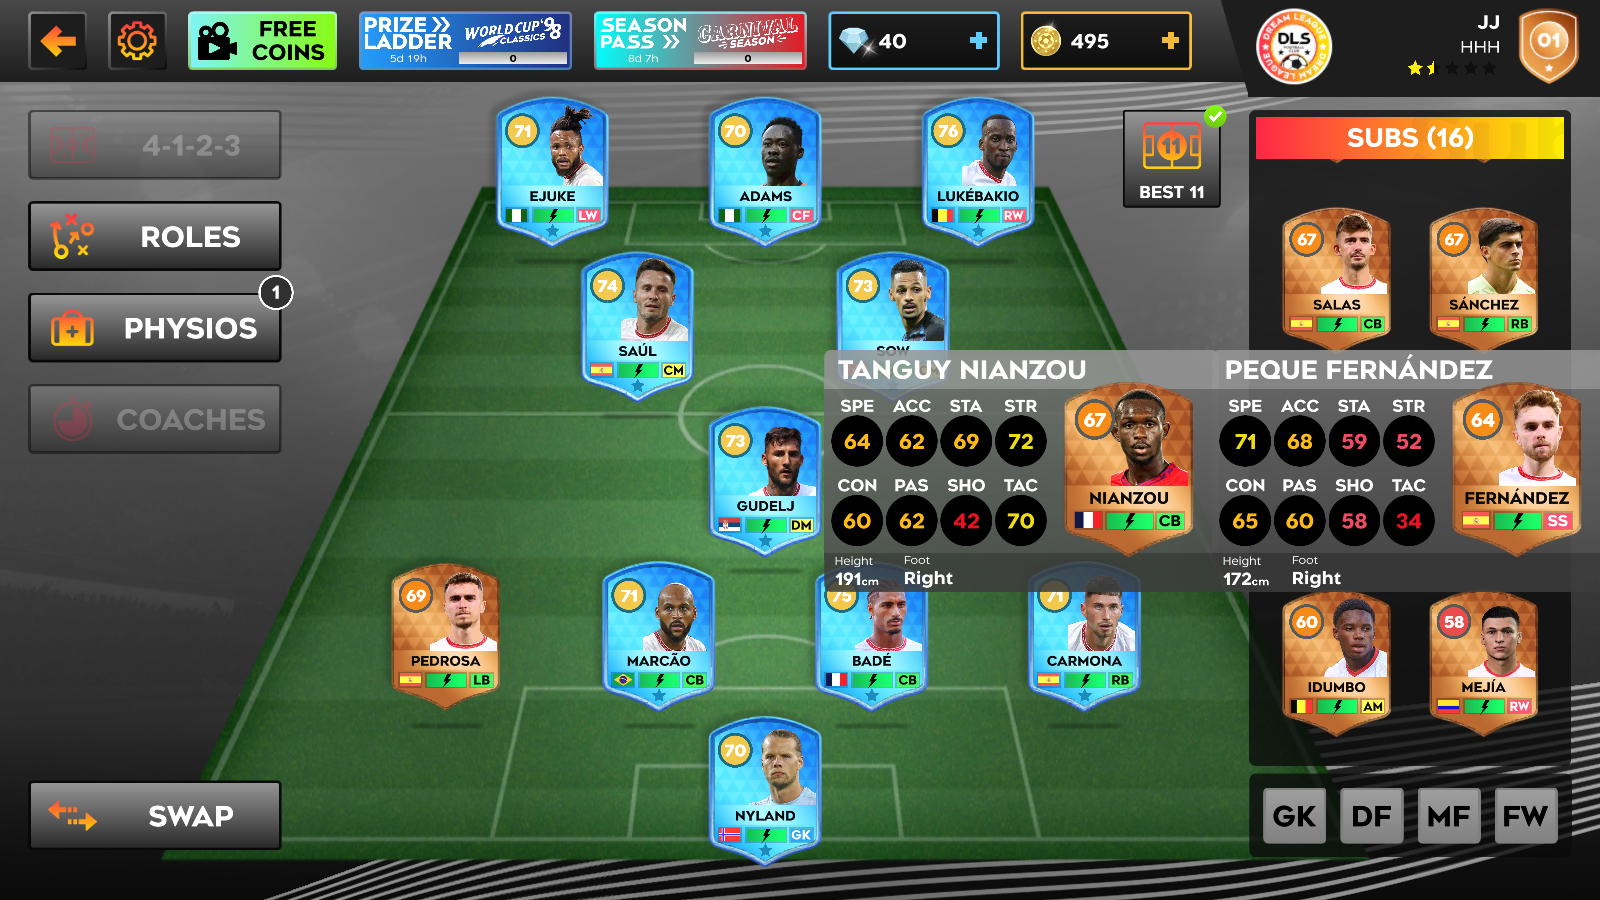 FREE COINS
PRIZE LADDER
5d 19h
WORLD CUP'98 CLASSICS
0
SEASON PASS
8d 7h
CARNIVAL SEASON
0
40
495
DREAM LEAGUE
DLS
DREAM LEAGUE
JJ
HHH
01
4-1-2-3
ROLES
PHYSIOS
1
COACHES
SWAP
71
EJUKE
LW
70
ADAMS
CF
76
LUKÉBAKIO
RW
11
BEST 11
74
SAÚL
CM
73
SOW
73
GUDELJ
DM
69
PEDROSA
LB
71
MARCÃO
CB
75
BADÉ
CB
71
CARMONA
RB
70
NYLAND
GK
SUBS (16)
67
SALAS
CB
67
SÁNCHEZ
RB
TANGUY NIANZOU
SPE ACC STA STR
64 62 69 72
CON PAS SHO TAC
60 62 42 70
Height Foot
191cm Right
67
NIANZOU
CB
PEQUE FERNÁNDEZ
SPE ACC STA STR
71 68 59 52
CON PAS SHO TAC
65 60 58 34
Height Foot
172cm Right
64
FERNÁNDEZ
SS
60
IDUMBO
AM
58
MEJÍA
RW
GK DF MF FW